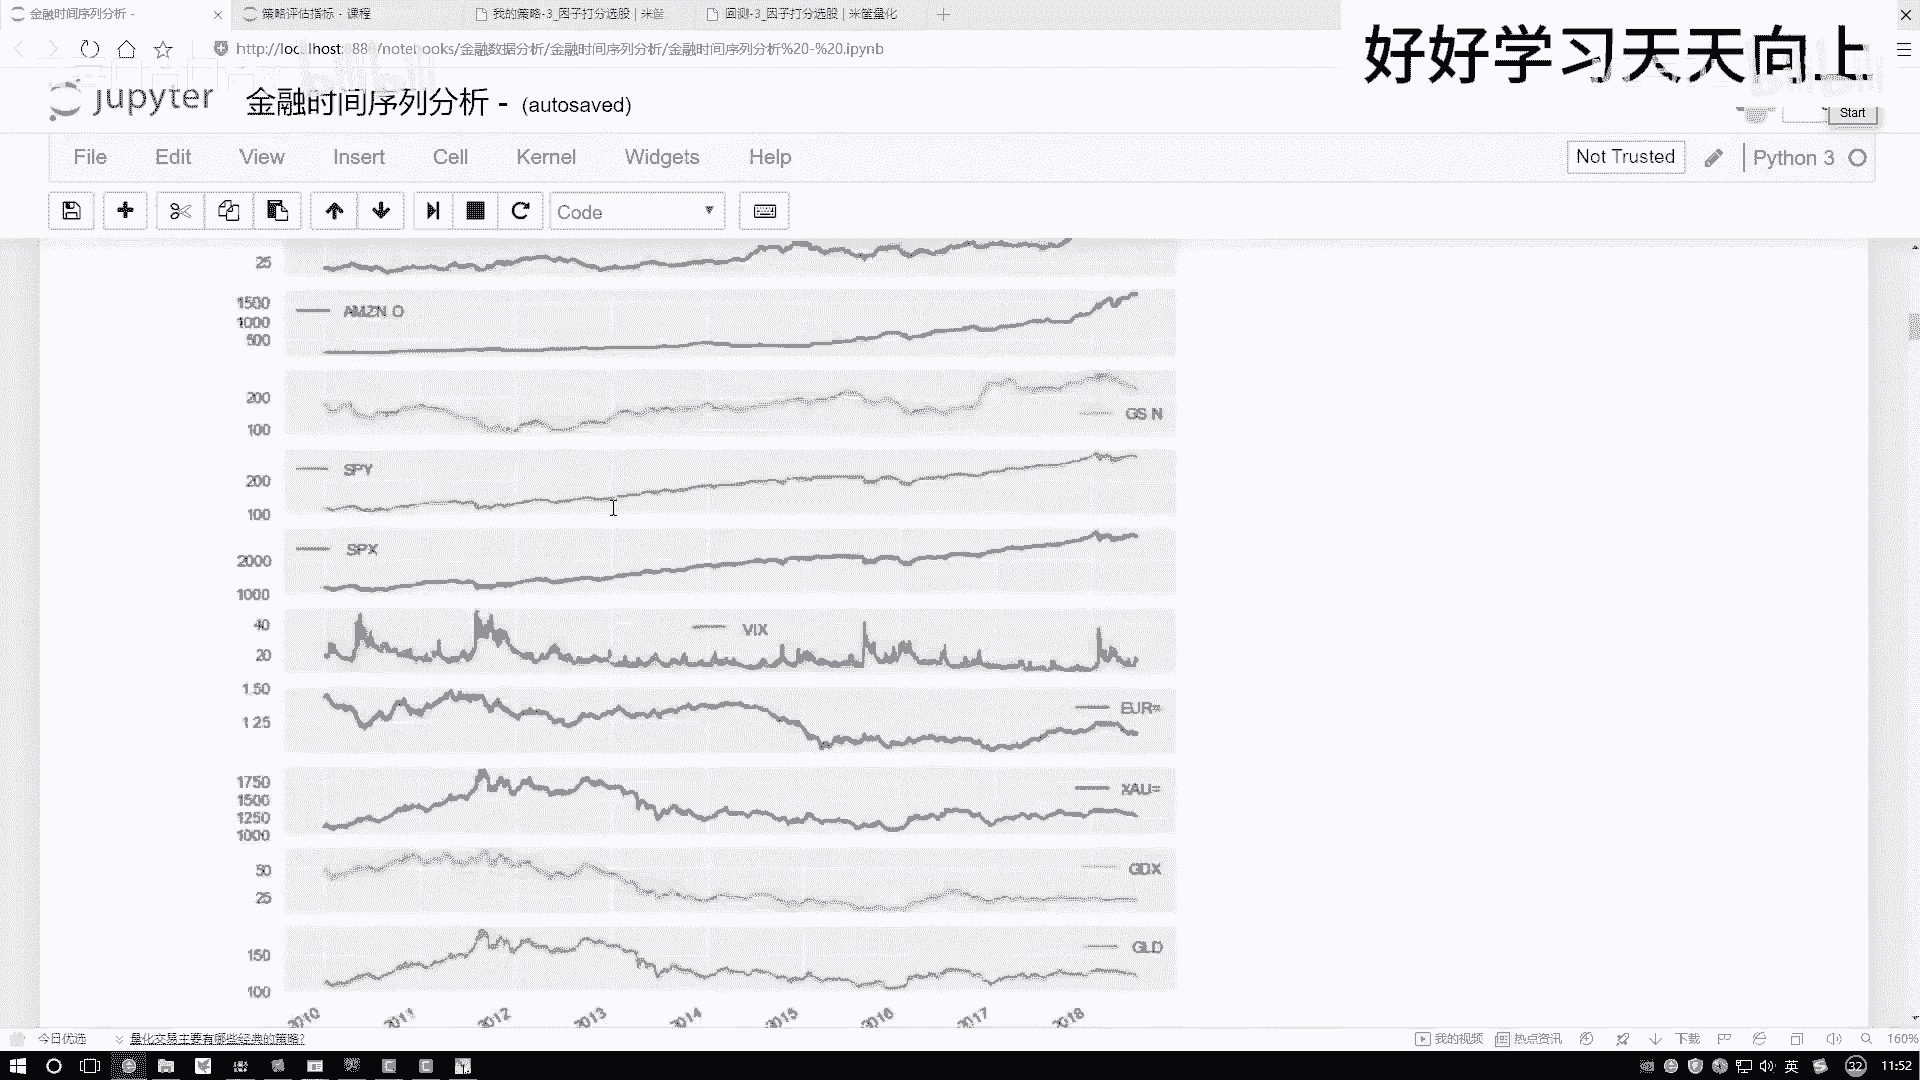 金融时间序列分析 -
策略评估指标 - 课程
我的策略-3_因子打分选股 | 米筐
回测-3_因子打分选股 | 米筐量化
http://localhost:888/notebooks/金融数据分析/金融时间序列分析/金融时间序列分析%20-%20.ipynb
好好学习天天向上
jupyter
金融时间序列分析 - (autosaved)
Start
File Edit View Insert Cell Kernel Widgets Help
Not Trusted
Python 3
Code
25
1500
1000
500
AMZN O
200
100
GS N
200
100
SPY
2000
1000
SPX
40
20
VIX
1.50
1 25
EUR=
1750
1500
1250
1000
XAU=
50
25
GDX
150
100
GLD
2010 2011 2012 2013 2014 2015 2016 2017 2018
今日优选
量化交易主要有哪些经典的策略?
我的视频
热点资讯
下载
160%
英
32
11:52